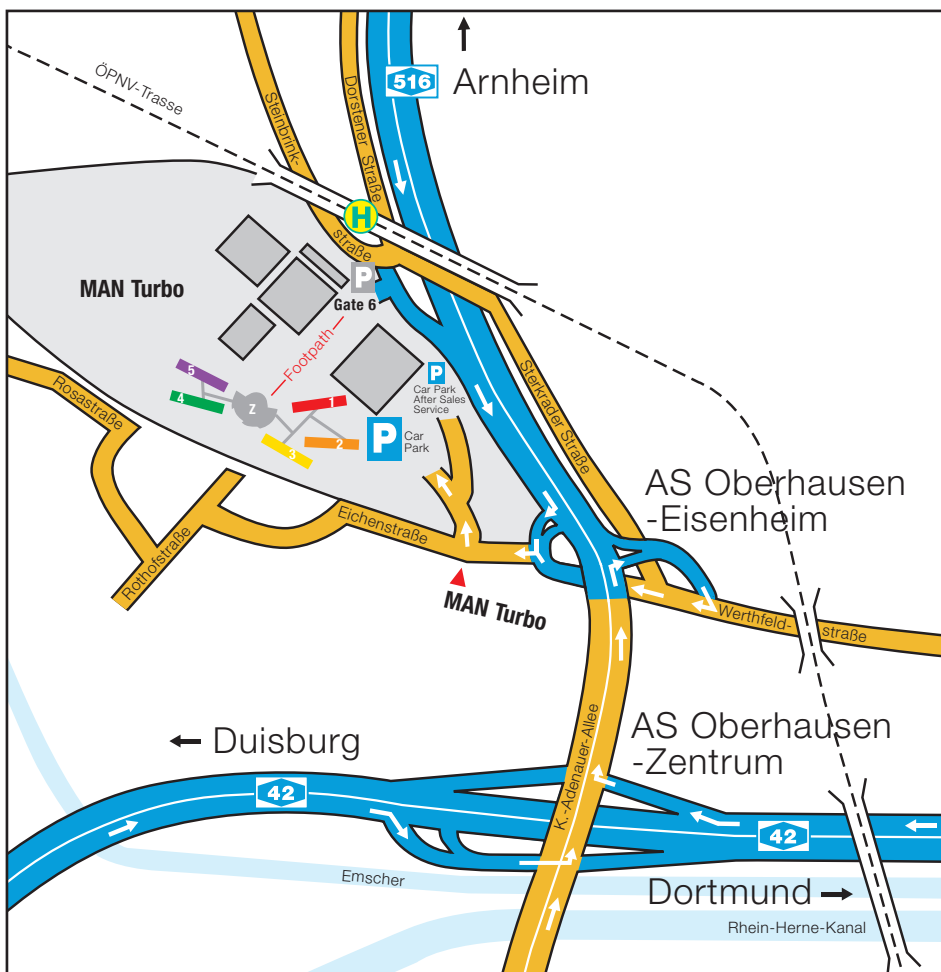 516
Arnheim
ÖPNV-Trasse
Steinbrink-
straße
Dorstener Straße
H
MAN Turbo
P
Gate 6
Footpath
P
Car Park
After Sales
Service
5
4
Z
1
2
3
P
Car
Park
Sterkrader Straße
Rosastraße
Rothofstraße
Eichenstraße
AS Oberhausen
-Eisenheim
MAN Turbo
Werthfeld-
straße
Duisburg
K.-Adenauer-Allee
AS Oberhausen
-Zentrum
42
42
Emscher
Dortmund
Rhein-Herne-Kanal